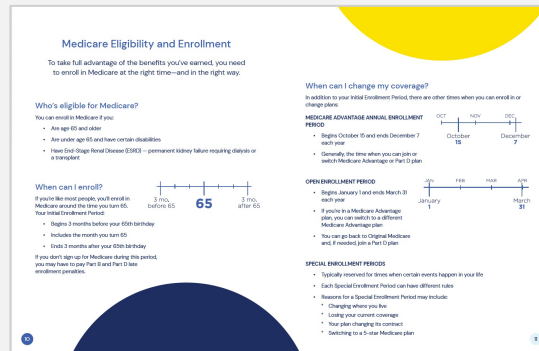 Medicare Eligibility and Enrollment
To take full advantage of the benefits you've earned, you need
to enroll in Medicare at the right time—and in the right way.
Who's eligible for Medicare?
You can enroll in Medicare if you:
• Are age 65 and older
• Are under age 65 and have certain disabilities
• Have End-Stage Renal Disease (ESRD) — permanent kidney failure requiring dialysis or
a transplant
When can I enroll?
If you're like most people, you'll enroll in
Medicare around the time you turn 65.
Your Initial Enrollment Period:
• Begins 3 months before your 65th birthday
• Includes the month you turn 65
• Ends 3 months after your 65th birthday
If you don't sign up for Medicare during this period,
you may have to pay Part B and Part D late
enrollment penalties.
3 mo.
before 65
65
3 mo.
after 65
10
When can I change my coverage?
In addition to your Initial Enrollment Period, there are other times when you can enroll in or
change plans:
MEDICARE ADVANTAGE ANNUAL ENROLLMENT
PERIOD
• Begins October 15 and ends December 7
each year
• Generally, the time when you can join or
switch Medicare Advantage or Part D plan
OCT NOV DEC
October
15
December
7
OPEN ENROLLMENT PERIOD
• Begins January 1 and ends March 31
each year
• If you're in a Medicare Advantage
plan, you can switch to a different
Medicare Advantage plan
• You can go back to Original Medicare
and, if needed, join a Part D plan
JAN FEB MAR APR
January
1
March
31
SPECIAL ENROLLMENT PERIODS
• Typically reserved for times when certain events happen in your life
• Each Special Enrollment Period can have different rules
• Reasons for a Special Enrollment Period may include:
* Changing where you live
* Losing your current coverage
* Your plan changing its contract
* Switching to a 5-star Medicare plan
11